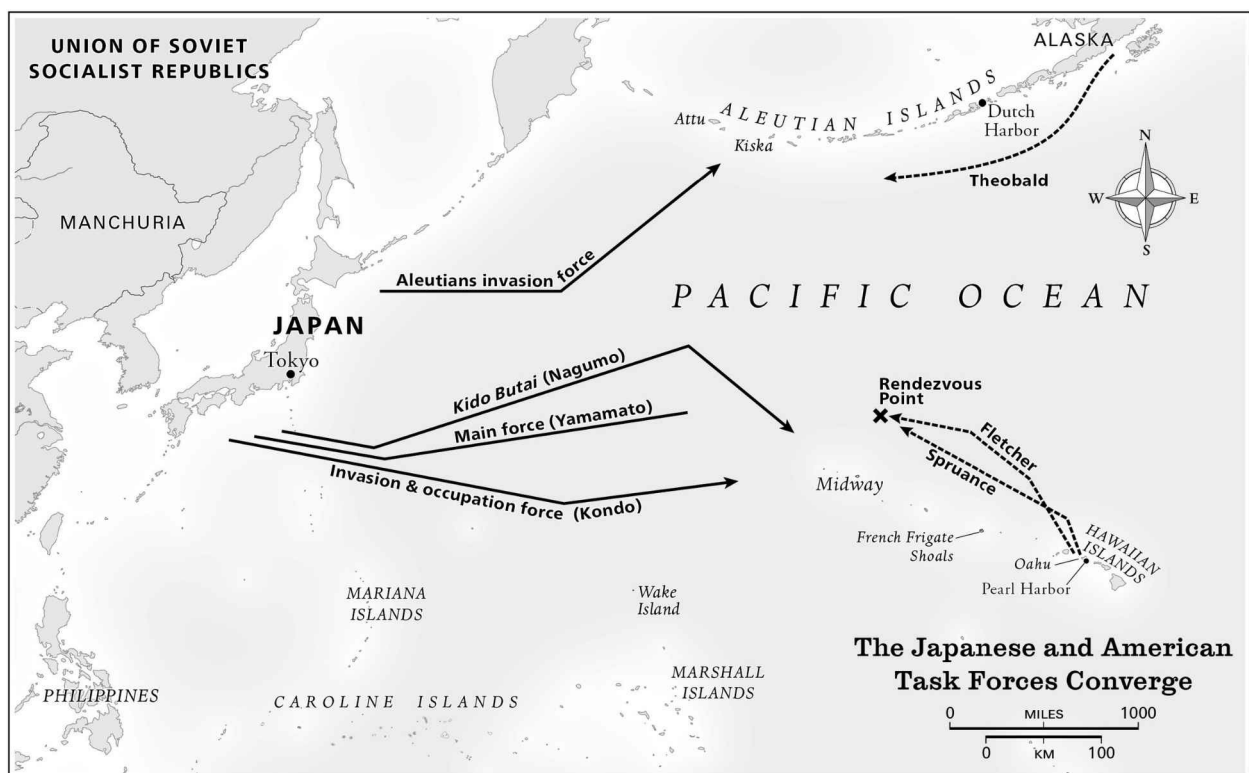 UNION OF SOVIET
SOCIALIST REPUBLICS
ALASKA
ALEUTIAN ISLANDS
Attu
Kiska
Dutch
Harbor
Theobald
N
W
E
S
MANCHURIA
Aleutians invasion force
PACIFIC OCEAN
JAPAN
Tokyo
Kido Butai (Nagumo)
Main force (Yamamato)
Invasion & occupation force (Kondo)
Rendezvous
Point
Fletcher
Spruance
Midway
French Frigate
Shoals
HAWAIIAN
ISLANDS
Oahu
Pearl Harbor
MARIANA
ISLANDS
Wake
Island
MARSHALL
ISLANDS
PHILIPPINES
CAROLINE ISLANDS
The Japanese and American
Task Forces Converge
0 MILES 1000
0 KM 100